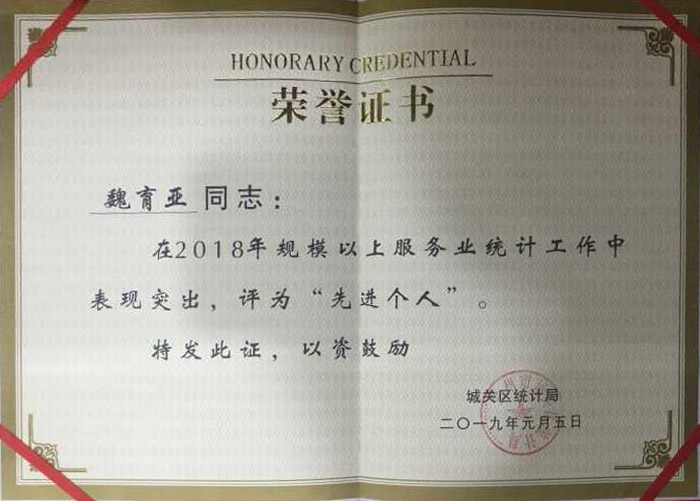 HONORARY CREDENTIAL
荣誉证书
魏育亚同志：
在2018年规模以上服务业统计工作中
表现突出，评为“先进个人”。
特发此证，以资鼓励
城关区统计局
二〇一九年元月五日